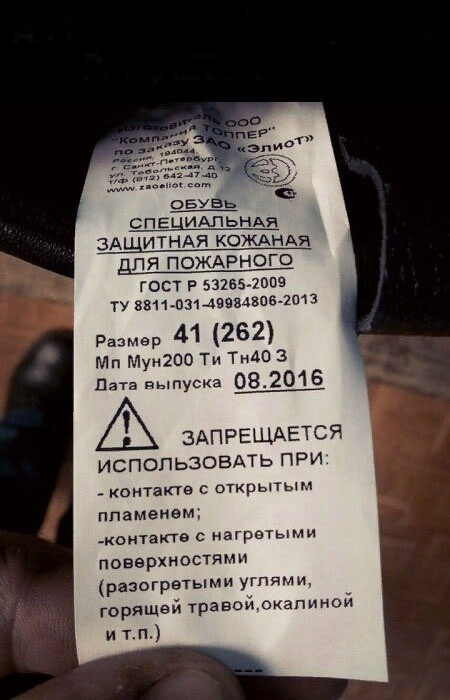 Изготовитель ООО
"Компания ТОППЕР"
по заказу ЗАО «Элиот»
Россия, 194044,
г. Санкт-Петербург,
ул. Тобольская, д.12
т/ф (812) 542-47-40
www.zaoeliot.com
ОБУВЬ
СПЕЦИАЛЬНАЯ
ЗАЩИТНАЯ КОЖАНАЯ
ДЛЯ ПОЖАРНОГО
ГОСТ Р 53265-2009
ТУ 8811-031-49984806-2013
Размер 41 (262)
Мп Мун200 Ти Тн40 З
Дата выпуска 08.2016
ЗАПРЕЩАЕТСЯ
ИСПОЛЬЗОВАТЬ ПРИ:
- контакте с открытым
пламенем;
-контакте с нагретыми
поверхностями
(разогретыми углями,
горящей травой,окалиной
и т.п.)